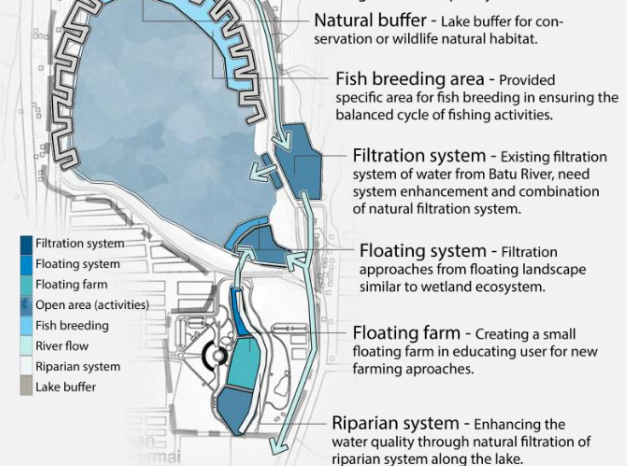 Natural buffer - Lake buffer for con-
servation or wildlife natural habitat.
Fish breeding area - Provided
specific area for fish breeding in ensuring the
balanced cycle of fishing activities.
Filtration system - Existing filtration
system of water from Batu River, need
system enhancement and combination
of natural filtration system.
Floating system - Filtration
approaches from floating landscape
similar to wetland ecosystem.
Floating farm - Creating a small
floating farm in educating user for new
farming aproaches.
Riparian system - Enhancing the
water quality through natural filtration of
riparian system along the lake.
Filtration system
Floating system
Floating farm
Open area (activities)
Fish breeding
River flow
Riparian system
Lake buffer